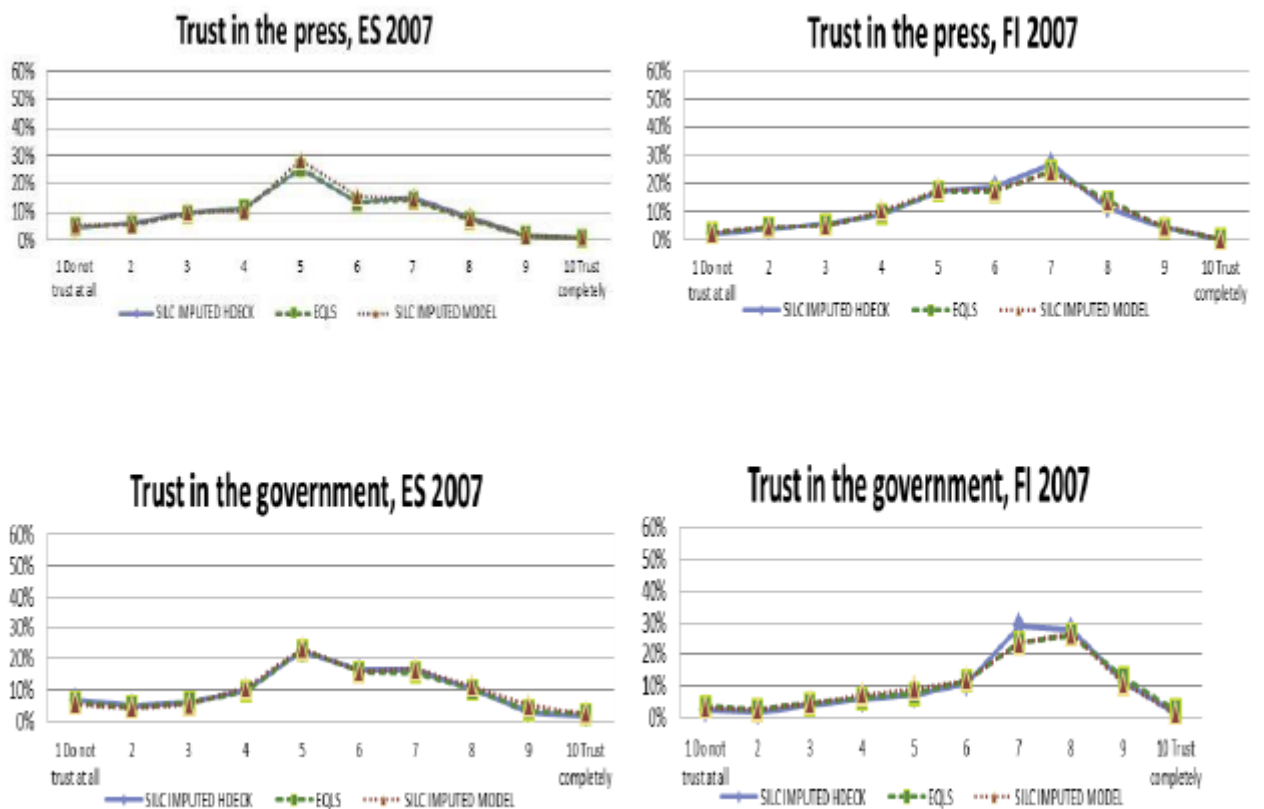 Trust in the press, ES 2007
60%
50%
40%
30%
20%
10%
0%
1 Do not trust at all
2
3
4
5
6
7
8
9
10 Trust completely
SILC IMPUTED HDECK
EQLS
SILC IMPUTED MODEL
Trust in the press, FI 2007
60%
50%
40%
30%
20%
10%
0%
1 Do not trust at all
2
3
4
5
6
7
8
9
10 Trust completely
SILC IMPUTED HDECK
EQLS
SILC IMPUTED MODEL
Trust in the government, ES 2007
60%
50%
40%
30%
20%
10%
0%
1 Do not trust at all
2
3
4
5
6
7
8
9
10 Trust completely
SILC IMPUTED HDECK
EQLS
SILC IMPUTED MODEL
Trust in the government, FI 2007
60%
50%
40%
30%
20%
10%
0%
1 Do not trust at all
2
3
4
5
6
7
8
9
10 Trust completely
SILC IMPUTED HDECK
EQLS
SILC IMPUTED MODEL